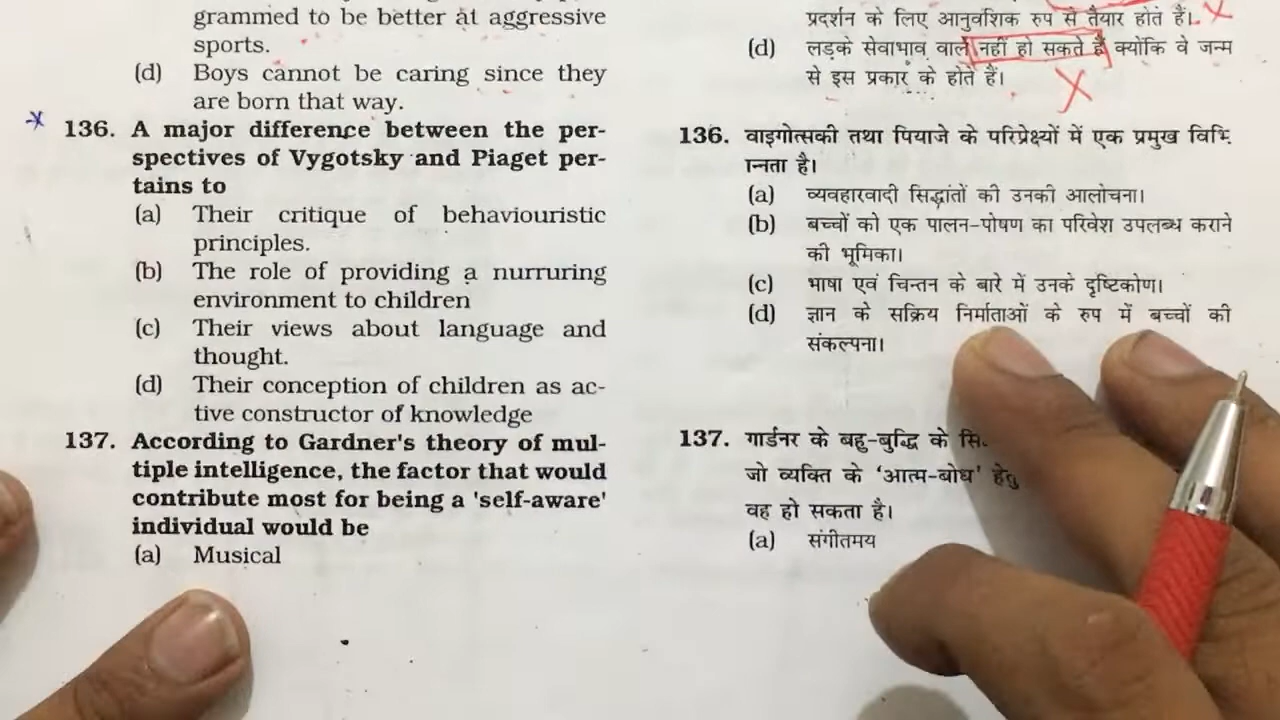 grammed to be better at aggressive
sports.
(d) Boys cannot be caring since they
are born that way.
136. A major difference between the per-
spectives of Vygotsky and Piaget per-
tains to
(a) Their critique of behaviouristic
principles.
(b) The role of providing a nurruring
environment to children
(c) Their views about language and
thought.
(d) Their conception of children as ac-
tive constructor of knowledge
137. According to Gardner's theory of mul-
tiple intelligence, the factor that would
contribute most for being a 'self-aware'
individual would be
(a) Musical
प्रदर्शन के लिए आनुवंशिक रुप से तैयार होते हैं।
(d) लड़के सेवाभाव वाले नहीं हो सकते हैं क्योंकि वे जन्म
से इस प्रकार के होते हैं।
136. वाइगोत्सकी तथा पियाजे के परिप्रेक्ष्यों में एक प्रमुख विभि
न्नता है।
(a) व्यवहारवादी सिद्धांतों की उनकी आलोचना।
(b) बच्चों को एक पालन-पोषण का परिवेश उपलब्ध कराने
की भूमिका।
(c) भाषा एवं चिन्तन के बारे में उनके दृष्टिकोण।
(d) ज्ञान के सक्रिय निर्माताओं के रुप में बच्चों की
संकल्पना।
137. गार्डनर के बहु-बुद्धि के
जो व्यक्ति के 'आत्म-बोध' हेतु
वह हो सकता है।
(a) संगीतमय